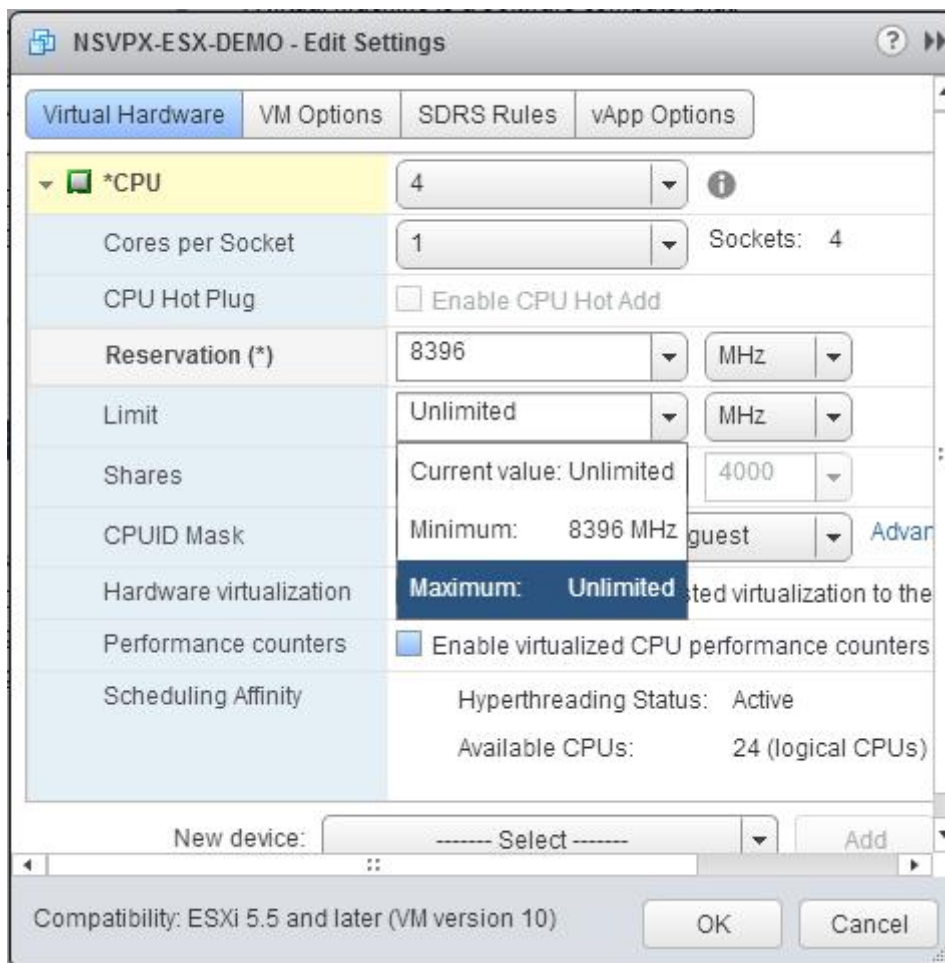 NSVPX-ESX-DEMO - Edit Settings
Virtual Hardware VM Options SDRS Rules vApp Options
*CPU 4
Cores per Socket 1 Sockets: 4
CPU Hot Plug Enable CPU Hot Add
Reservation (*) 8396 MHz
Limit Unlimited MHz
Current value: Unlimited
Shares 4000
Minimum: 8396 MHz
CPUID Mask guest Advan
Maximum: Unlimited
Hardware virtualization sted virtualization to the
Performance counters Enable virtualized CPU performance counters
Scheduling Affinity Hyperthreading Status: Active
Available CPUs: 24 (logical CPUs)
New device: ------- Select ------- Add
Compatibility: ESXi 5.5 and later (VM version 10) OK Cancel